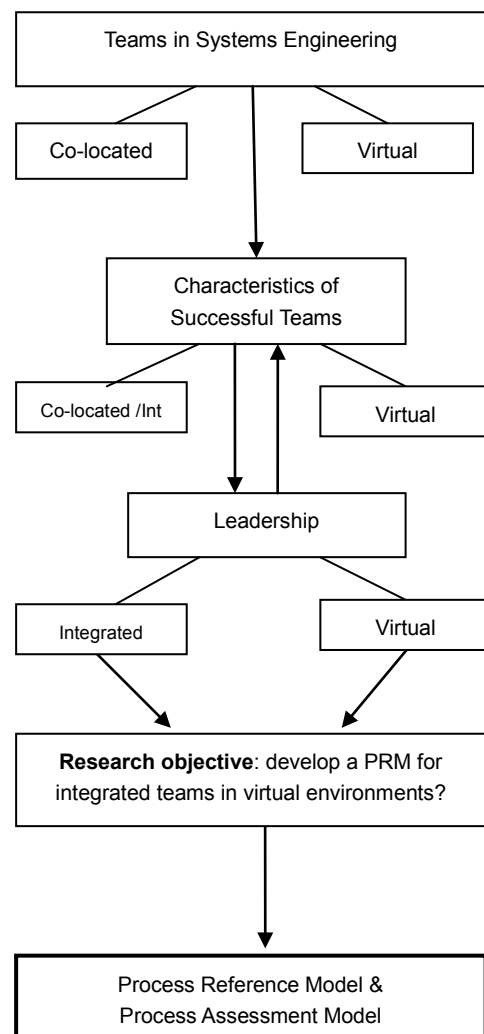 Teams in Systems Engineering
Co-located
Virtual
Characteristics of
Successful Teams
Co-located /Int
Virtual
Leadership
Integrated
Virtual
Research objective: develop a PRM for
integrated teams in virtual environments?
Process Reference Model &
Process Assessment Model